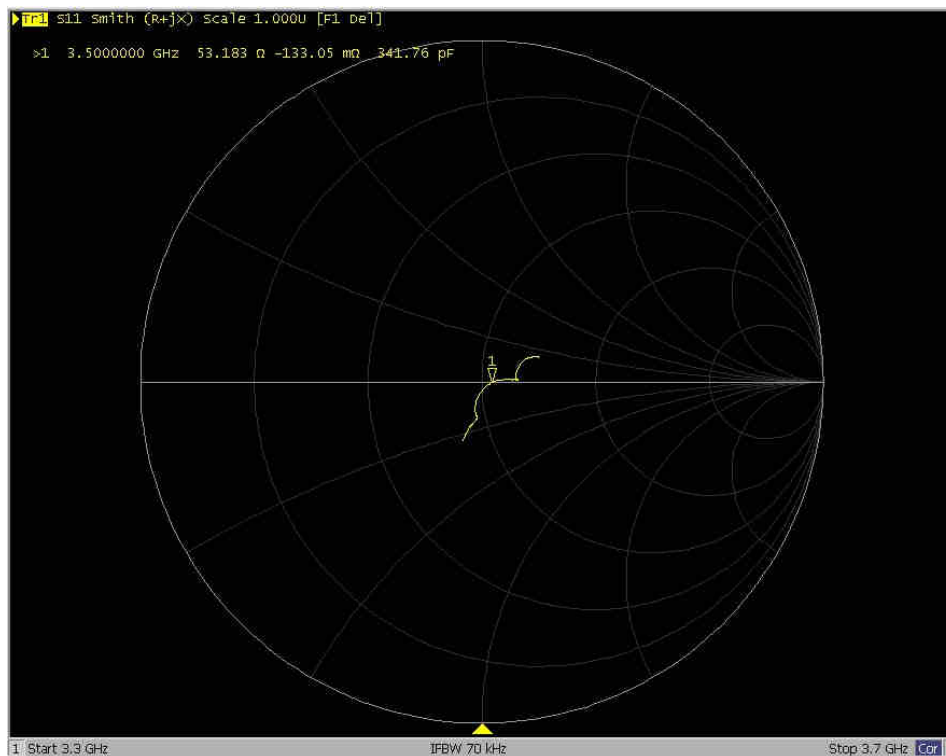 Tr1 S11 Smith (R+jX) Scale 1.000U [F1 Del]
>1 3.5000000 GHz 53.183 Ω -133.05 mΩ 341.76 pF
1
1 Start 3.3 GHz IFBW 70 kHz Stop 3.7 GHz Cor